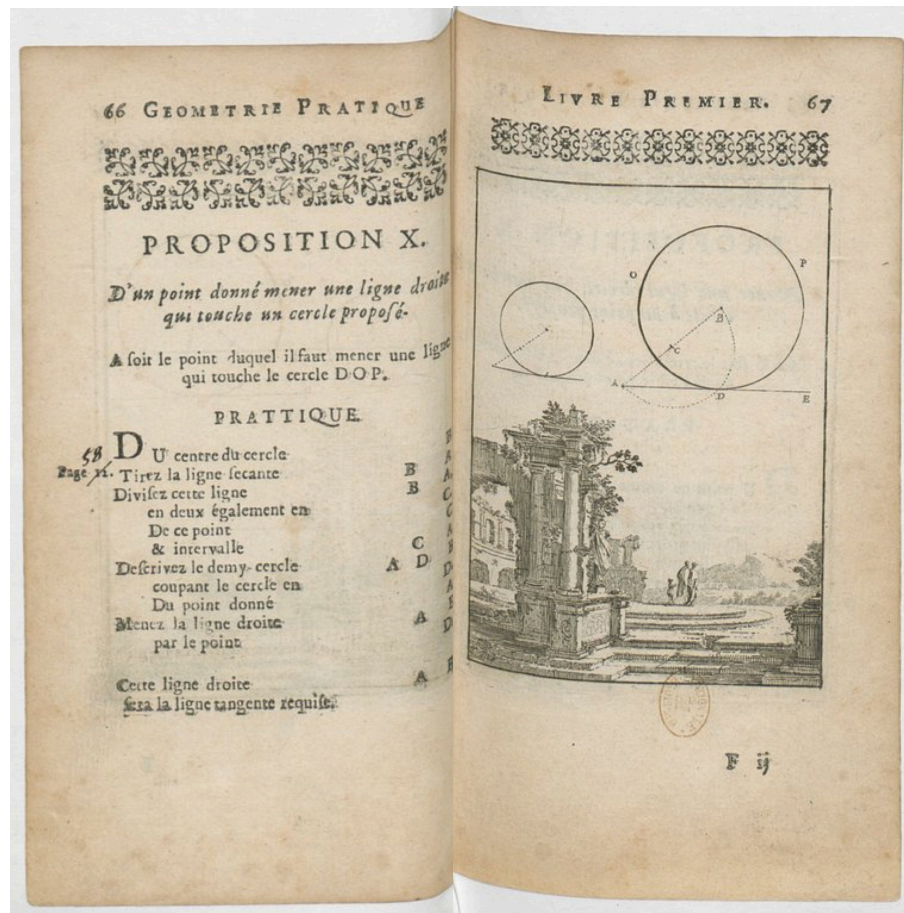 66 GEOMETRIE PRATIQUE
PROPOSITION X.
D'un point donné mener une ligne droite
qui touche un cercle proposé.
A soit le point duquel il faut mener une ligne
qui touche le cercle D O P.
PRATTIQUE.
DU centre du cercle B
58
Page 12. Tirez la ligne secante B A.
Divisez cette ligne B A
en deux également en C.
De ce point C
& intervalle C A
Descrivez le demy-cercle A D B
coupant le cercle en D
Du point donné A
Menez la ligne droite A E
par le point D
Cette ligne droite A E
sera la ligne tangente requise.
LIVRE PREMIER. 67
O
P
B
C
A
D
E
F ij